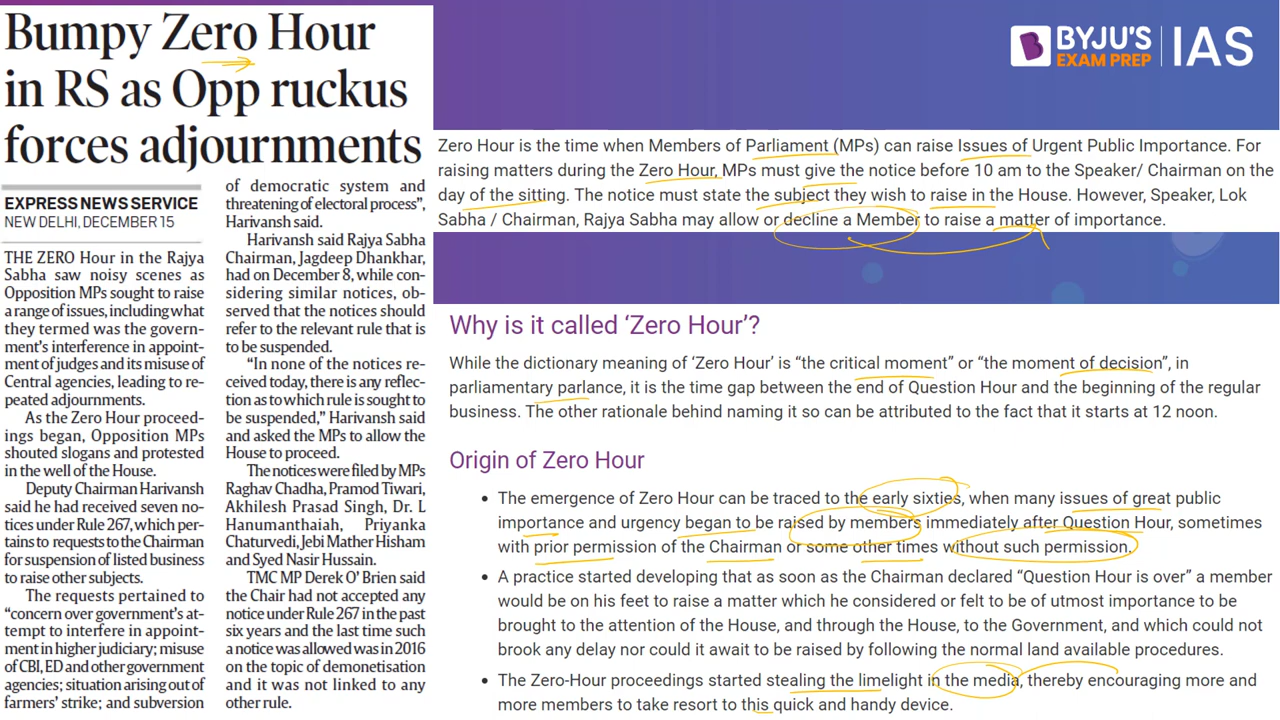 Bumpy Zero Hour
in RS as Opp ruckus
forces adjournments
EXPRESS NEWS SERVICE
NEW DELHI, DECEMBER 15
THE ZERO Hour in the Rajya
Sabha saw noisy scenes as
Opposition MPs sought to raise
a range of issues, including what
they termed was the govern-
ment's interference in appoint-
ment of judges and its misuse of
Central agencies, leading to re-
peated adjournments.
As the Zero Hour proceed-
ings began, Opposition MPs
shouted slogans and protested
in the well of the House.
Deputy Chairman Harivansh
said he had received seven no-
tices under Rule 267, which per-
tains to requests to the Chairman
for suspension of listed business
to raise other subjects.
The requests pertained to
"concern over government's at-
tempt to interfere in appoint-
ment in higher judiciary; misuse
of CBI, ED and other government
agencies; situation arising out of
farmers' strike; and subversion
of democratic system and
threatening of electoral process",
Harivansh said.
Harivansh said Rajya Sabha
Chairman, Jagdeep Dhankhar,
had on December 8, while con-
sidering similar notices, ob-
served that the notices should
refer to the relevant rule that is
to be suspended.
"In none of the notices re-
ceived today, there is any reflec-
tion as to which rule is sought to
be suspended," Harivansh said
and asked the MPs to allow the
House to proceed.
The notices were filed by MPs
Raghav Chadha, Pramod Tiwari,
Akhilesh Prasad Singh, Dr. L
Hanumanthaiah, Priyanka
Chaturvedi, Jebi Mather Hisham
and Syed Nasir Hussain.
TMC MP Derek O' Brien said
the Chair had not accepted any
notice under Rule 267 in the past
six years and the last time such
a notice was allowed was in 2016
on the topic of demonetisation
and it was not linked to any
other rule.
BYJU'S
EXAM PREP
IAS
Zero Hour is the time when Members of Parliament (MPs) can raise Issues of Urgent Public Importance. For
raising matters during the Zero Hour, MPs must give the notice before 10 am to the Speaker/ Chairman on the
day of the sitting. The notice must state the subject they wish to raise in the House. However, Speaker, Lok
Sabha / Chairman, Rajya Sabha may allow or decline a Member to raise a matter of importance.
Why is it called 'Zero Hour'?
While the dictionary meaning of 'Zero Hour' is "the critical moment" or "the moment of decision", in
parliamentary parlance, it is the time gap between the end of Question Hour and the beginning of the regular
business. The other rationale behind naming it so can be attributed to the fact that it starts at 12 noon.
Origin of Zero Hour
• The emergence of Zero Hour can be traced to the early sixties, when many issues of great public
importance and urgency began to be raised by members immediately after Question Hour, sometimes
with prior permission of the Chairman or some other times without such permission.
• A practice started developing that as soon as the Chairman declared "Question Hour is over" a member
would be on his feet to raise a matter which he considered or felt to be of utmost importance to be
brought to the attention of the House, and through the House, to the Government, and which could not
brook any delay nor could it await to be raised by following the normal land available procedures.
• The Zero-Hour proceedings started stealing the limelight in the media, thereby encouraging more and
more members to take resort to this quick and handy device.